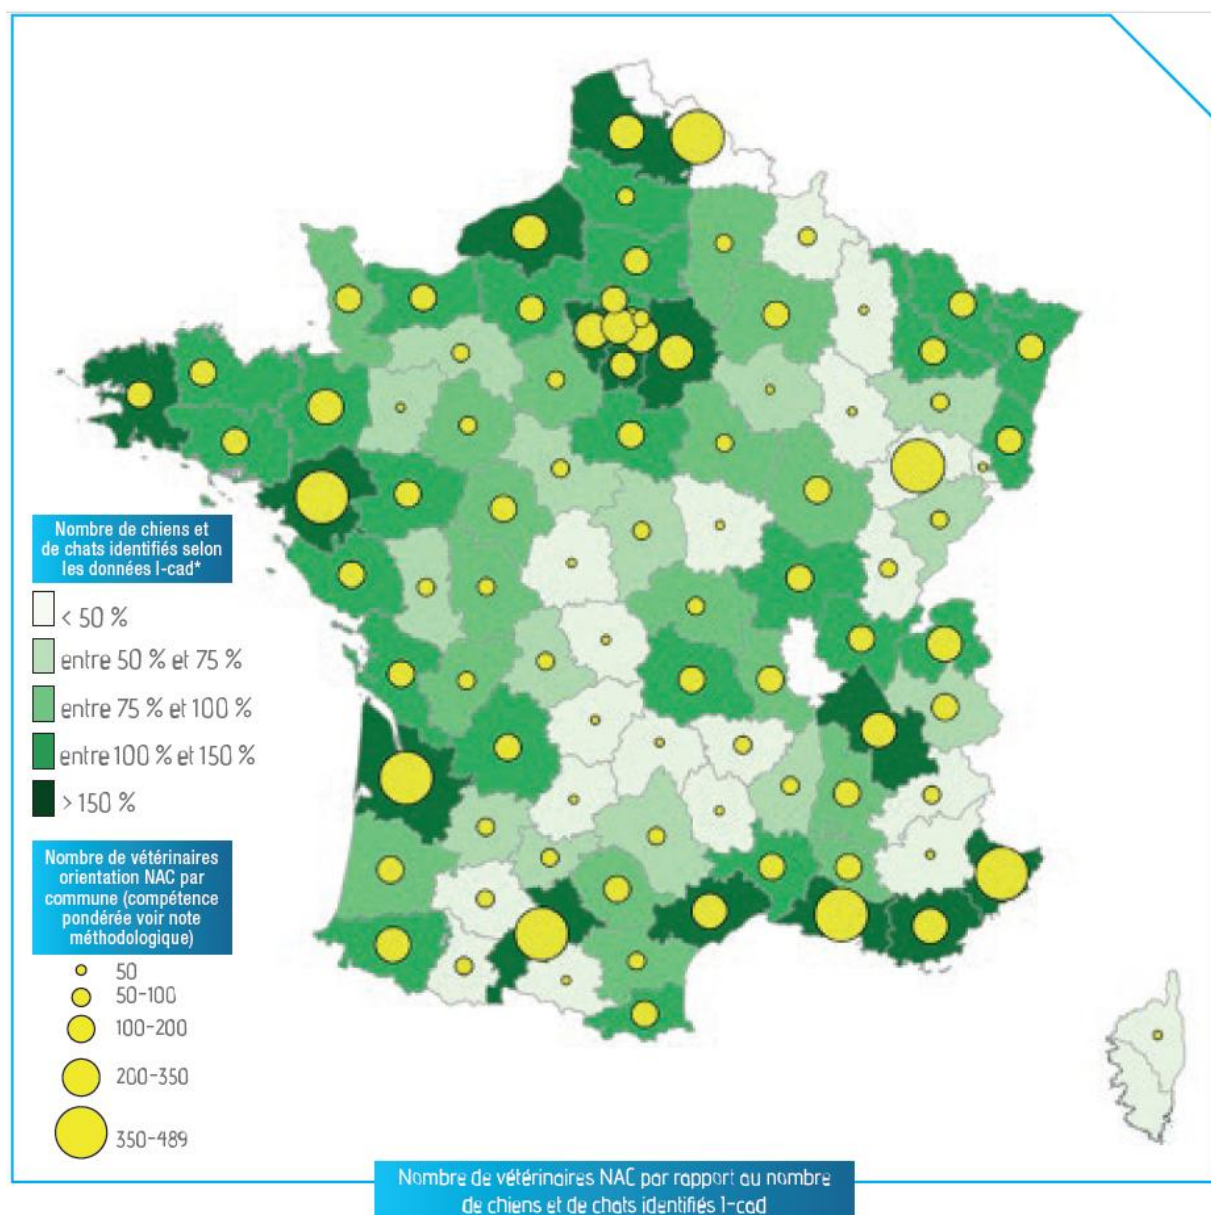 Nombre de chiens et
de chats identifiés selon
les données I-cad*
< 50 %
entre 50 % et 75 %
entre 75 % et 100 %
entre 100 % et 150 %
> 150 %
Nombre de vétérinaires
orientation NAC par
commune (compétence
pondérée voir note
méthodologique)
50
50-100
100-200
200-350
350-489
Nombre de vétérinaires NAC par rapport au nombre
de chiens et de chats identifiés I-cad